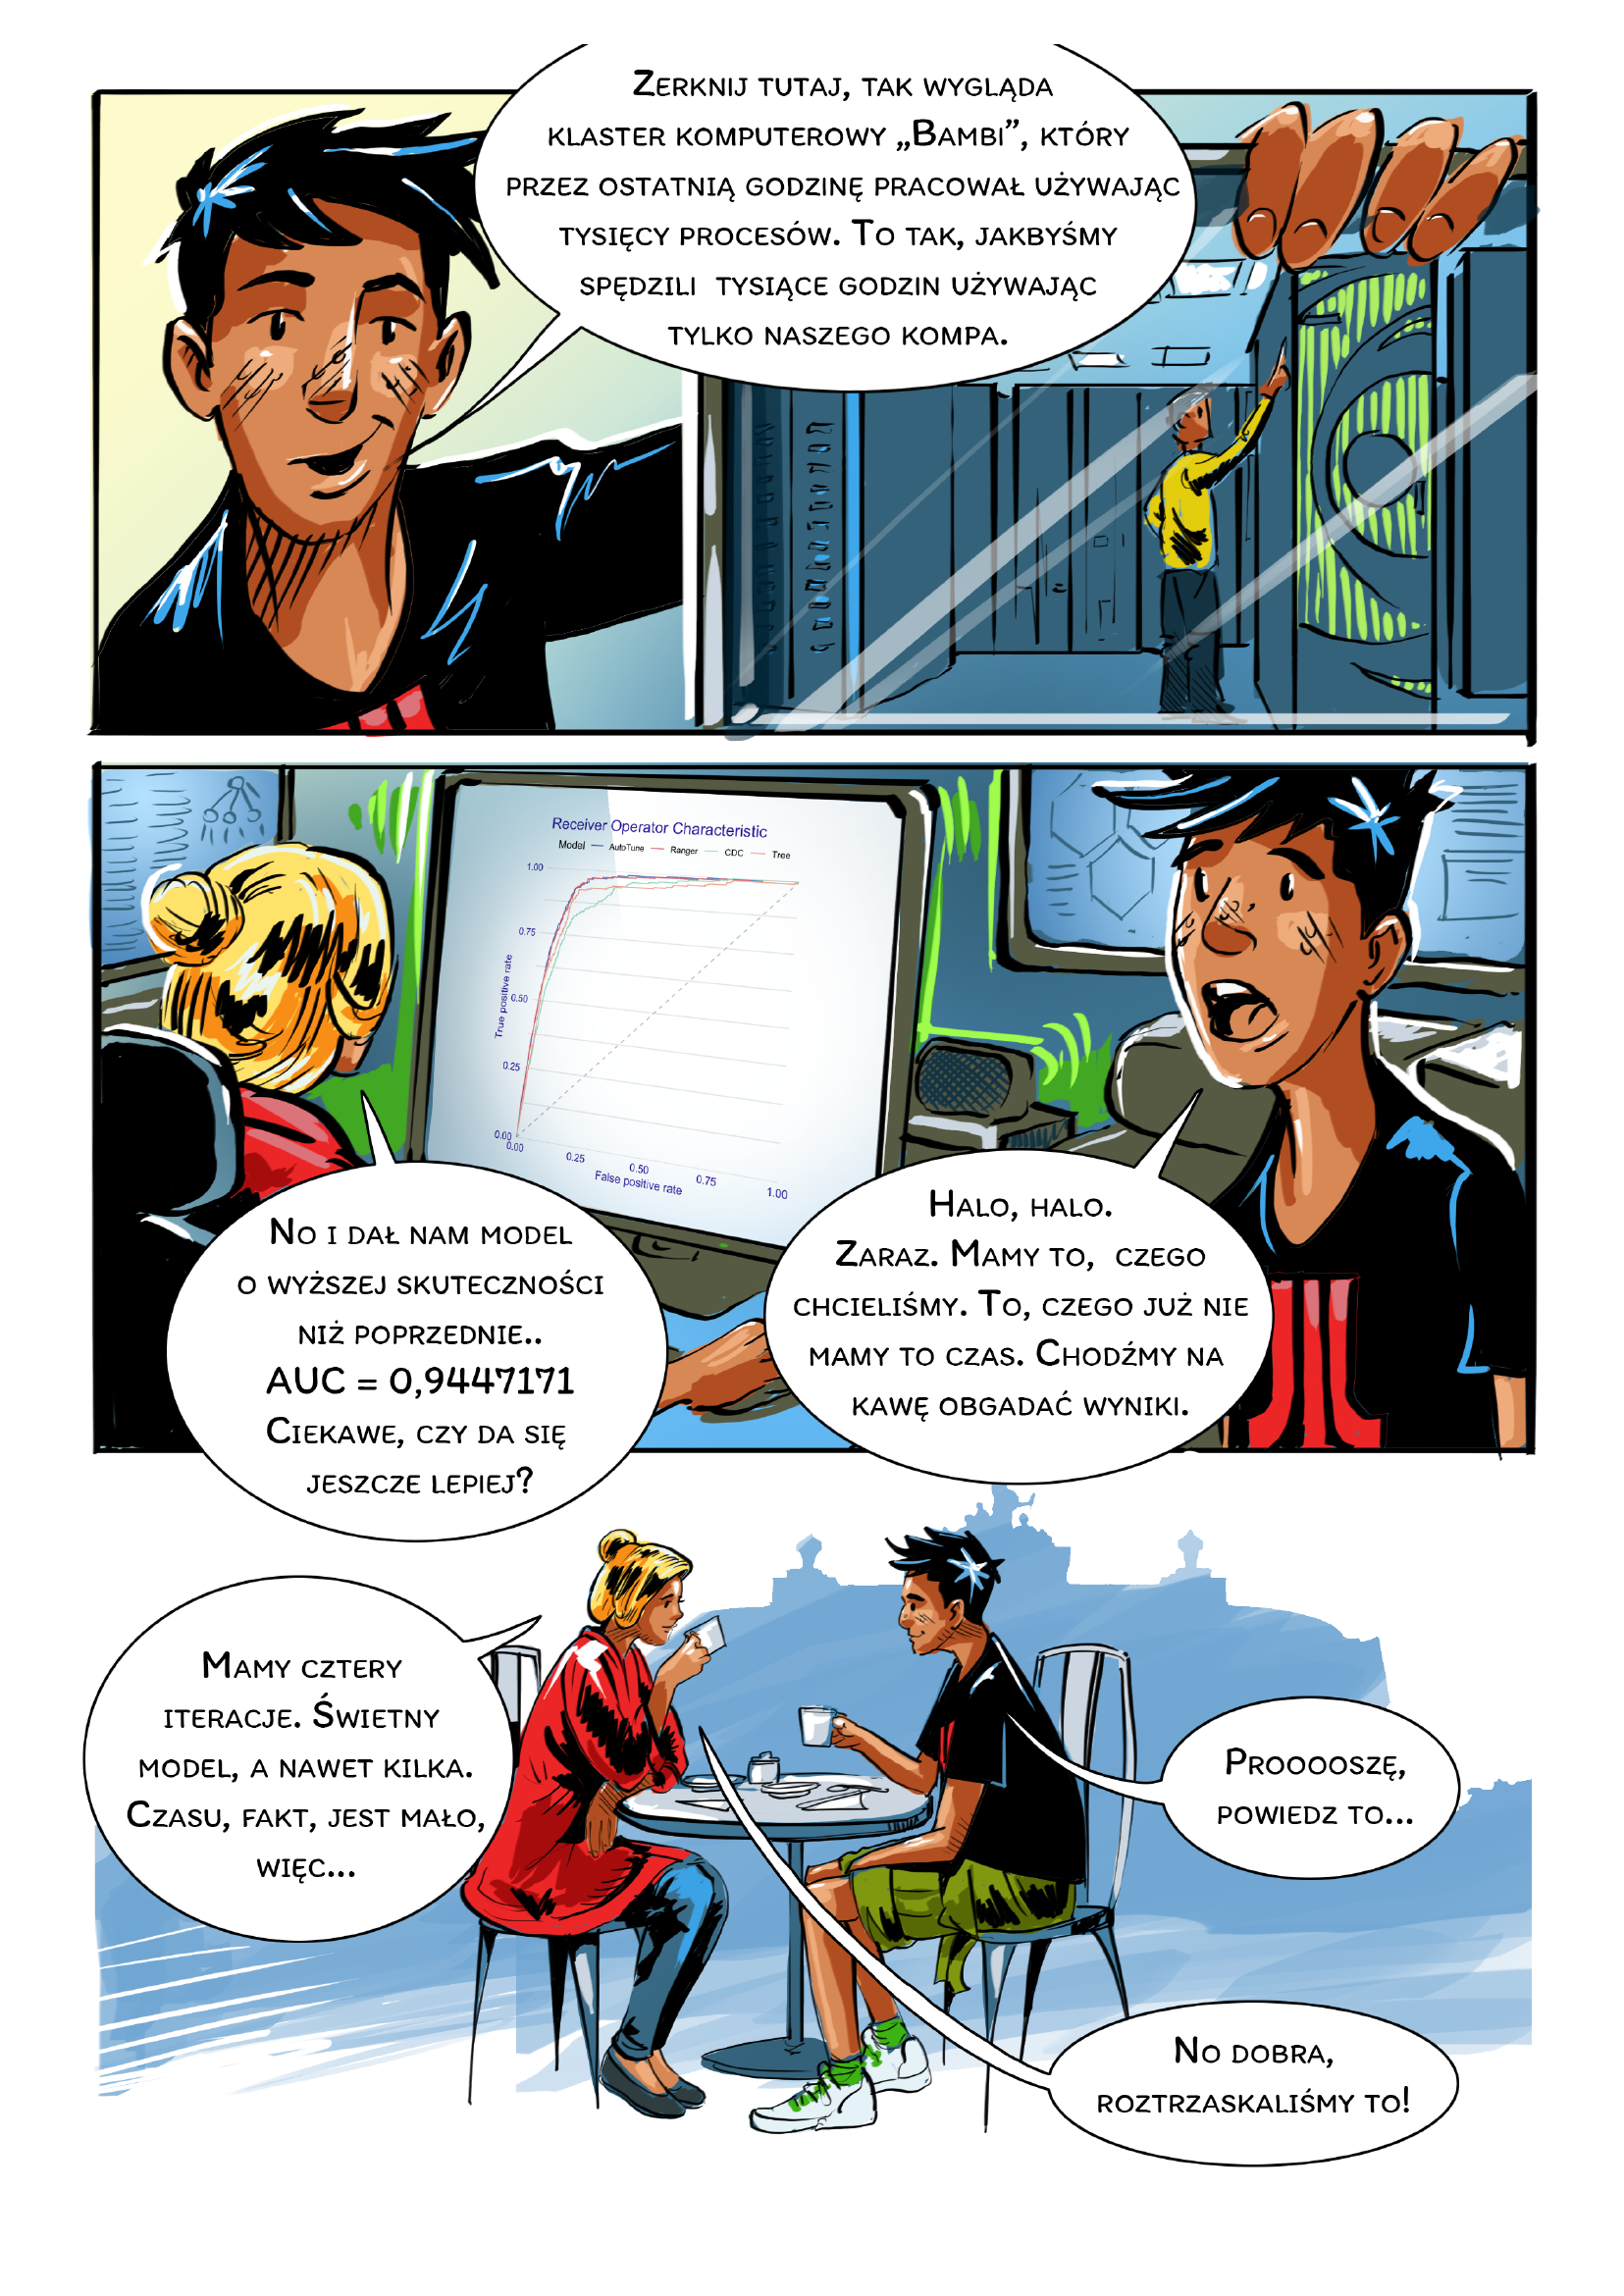 Zerknij tutaj, tak wygląda
klaster komputerowy „Bambi”, który
przez ostatnią godzinę pracował używając
tysięcy procesów. To tak, jakbyśmy
spędzili tysiące godzin używając
tylko naszego kompa.
Receiver Operator Characteristic
Model AutoTune Ranger CDC Tree
1.00
0.75
0.50
0.25
0.00
True positive rate
0.00 0.25 0.50 0.75 1.00
False positive rate
No i dał nam model
o wyższej skuteczności
niż poprzednie..
AUC = 0,9447171
Ciekawe, czy da się
jeszcze lepiej?
Halo, halo.
Zaraz. Mamy to, czego
chcieliśmy. To, czego już nie
mamy to czas. Chodźmy na
kawę obgadać wyniki.
Mamy cztery
iteracje. Świetny
model, a nawet kilka.
Czasu, fakt, jest mało,
więc...
Prooooszę,
powiedz to...
No dobra,
roztrzaskaliśmy to!